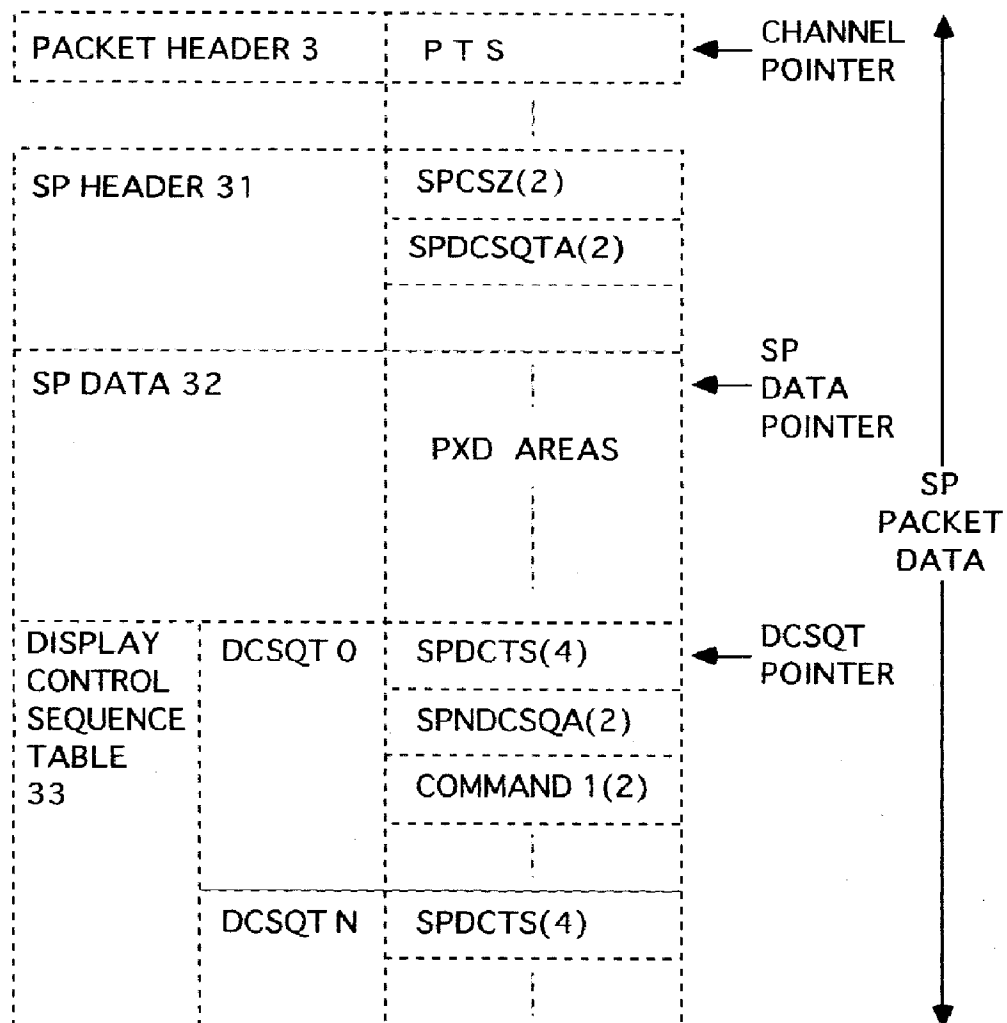 PACKET HEADER 3
P T S
CHANNEL
POINTER
SP HEADER 31
SPCSZ(2)
SPDCSQTA(2)
SP DATA 32
PXD AREAS
SP
DATA
POINTER
SP
PACKET
DATA
DISPLAY
CONTROL
SEQUENCE
TABLE
33
DCSQT 0
SPDCTS(4)
DCSQT
POINTER
SPNDCSQA(2)
COMMAND 1(2)
DCSQT N
SPDCTS(4)